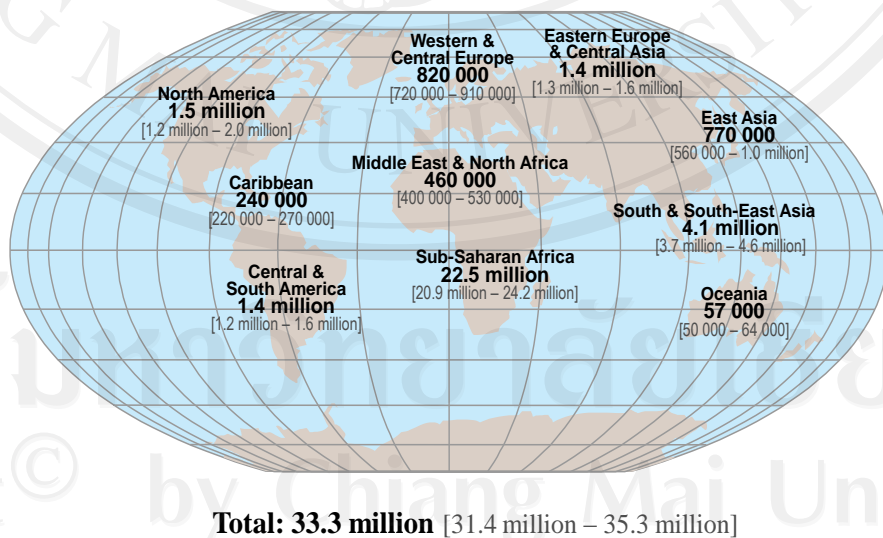 Western &
Central Europe
820 000
[720 000 – 910 000]
Eastern Europe
& Central Asia
1.4 million
[1.3 million – 1.6 million]
North America
1.5 million
[1.2 million – 2.0 million]
East Asia
770 000
[560 000 – 1.0 million]
Middle East & North Africa
460 000
[400 000 – 530 000]
Caribbean
240 000
[220 000 – 270 000]
South & South-East Asia
4.1 million
[3.7 million – 4.6 million]
Sub-Saharan Africa
22.5 million
[20.9 million – 24.2 million]
Central &
South America
1.4 million
[1.2 million – 1.6 million]
Oceania
57 000
[50 000 – 64 000]
© by Chiang Mai Un
Total: 33.3 million [31.4 million – 35.3 million]